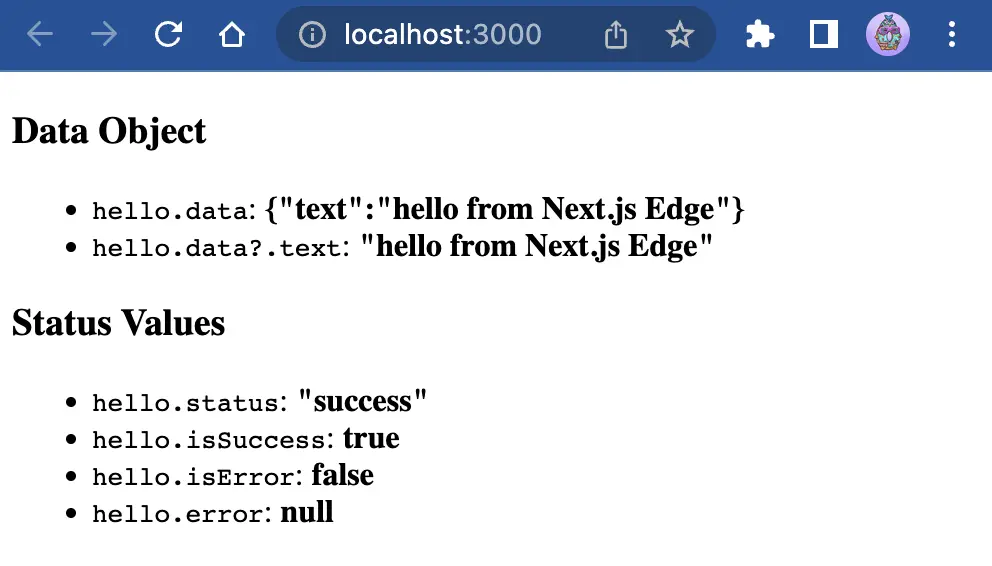 localhost:3000
Data Object
hello.data: {"text":"hello from Next.js Edge"}
hello.data?.text: "hello from Next.js Edge"
Status Values
hello.status: "success"
hello.isSuccess: true
hello.isError: false
hello.error: null